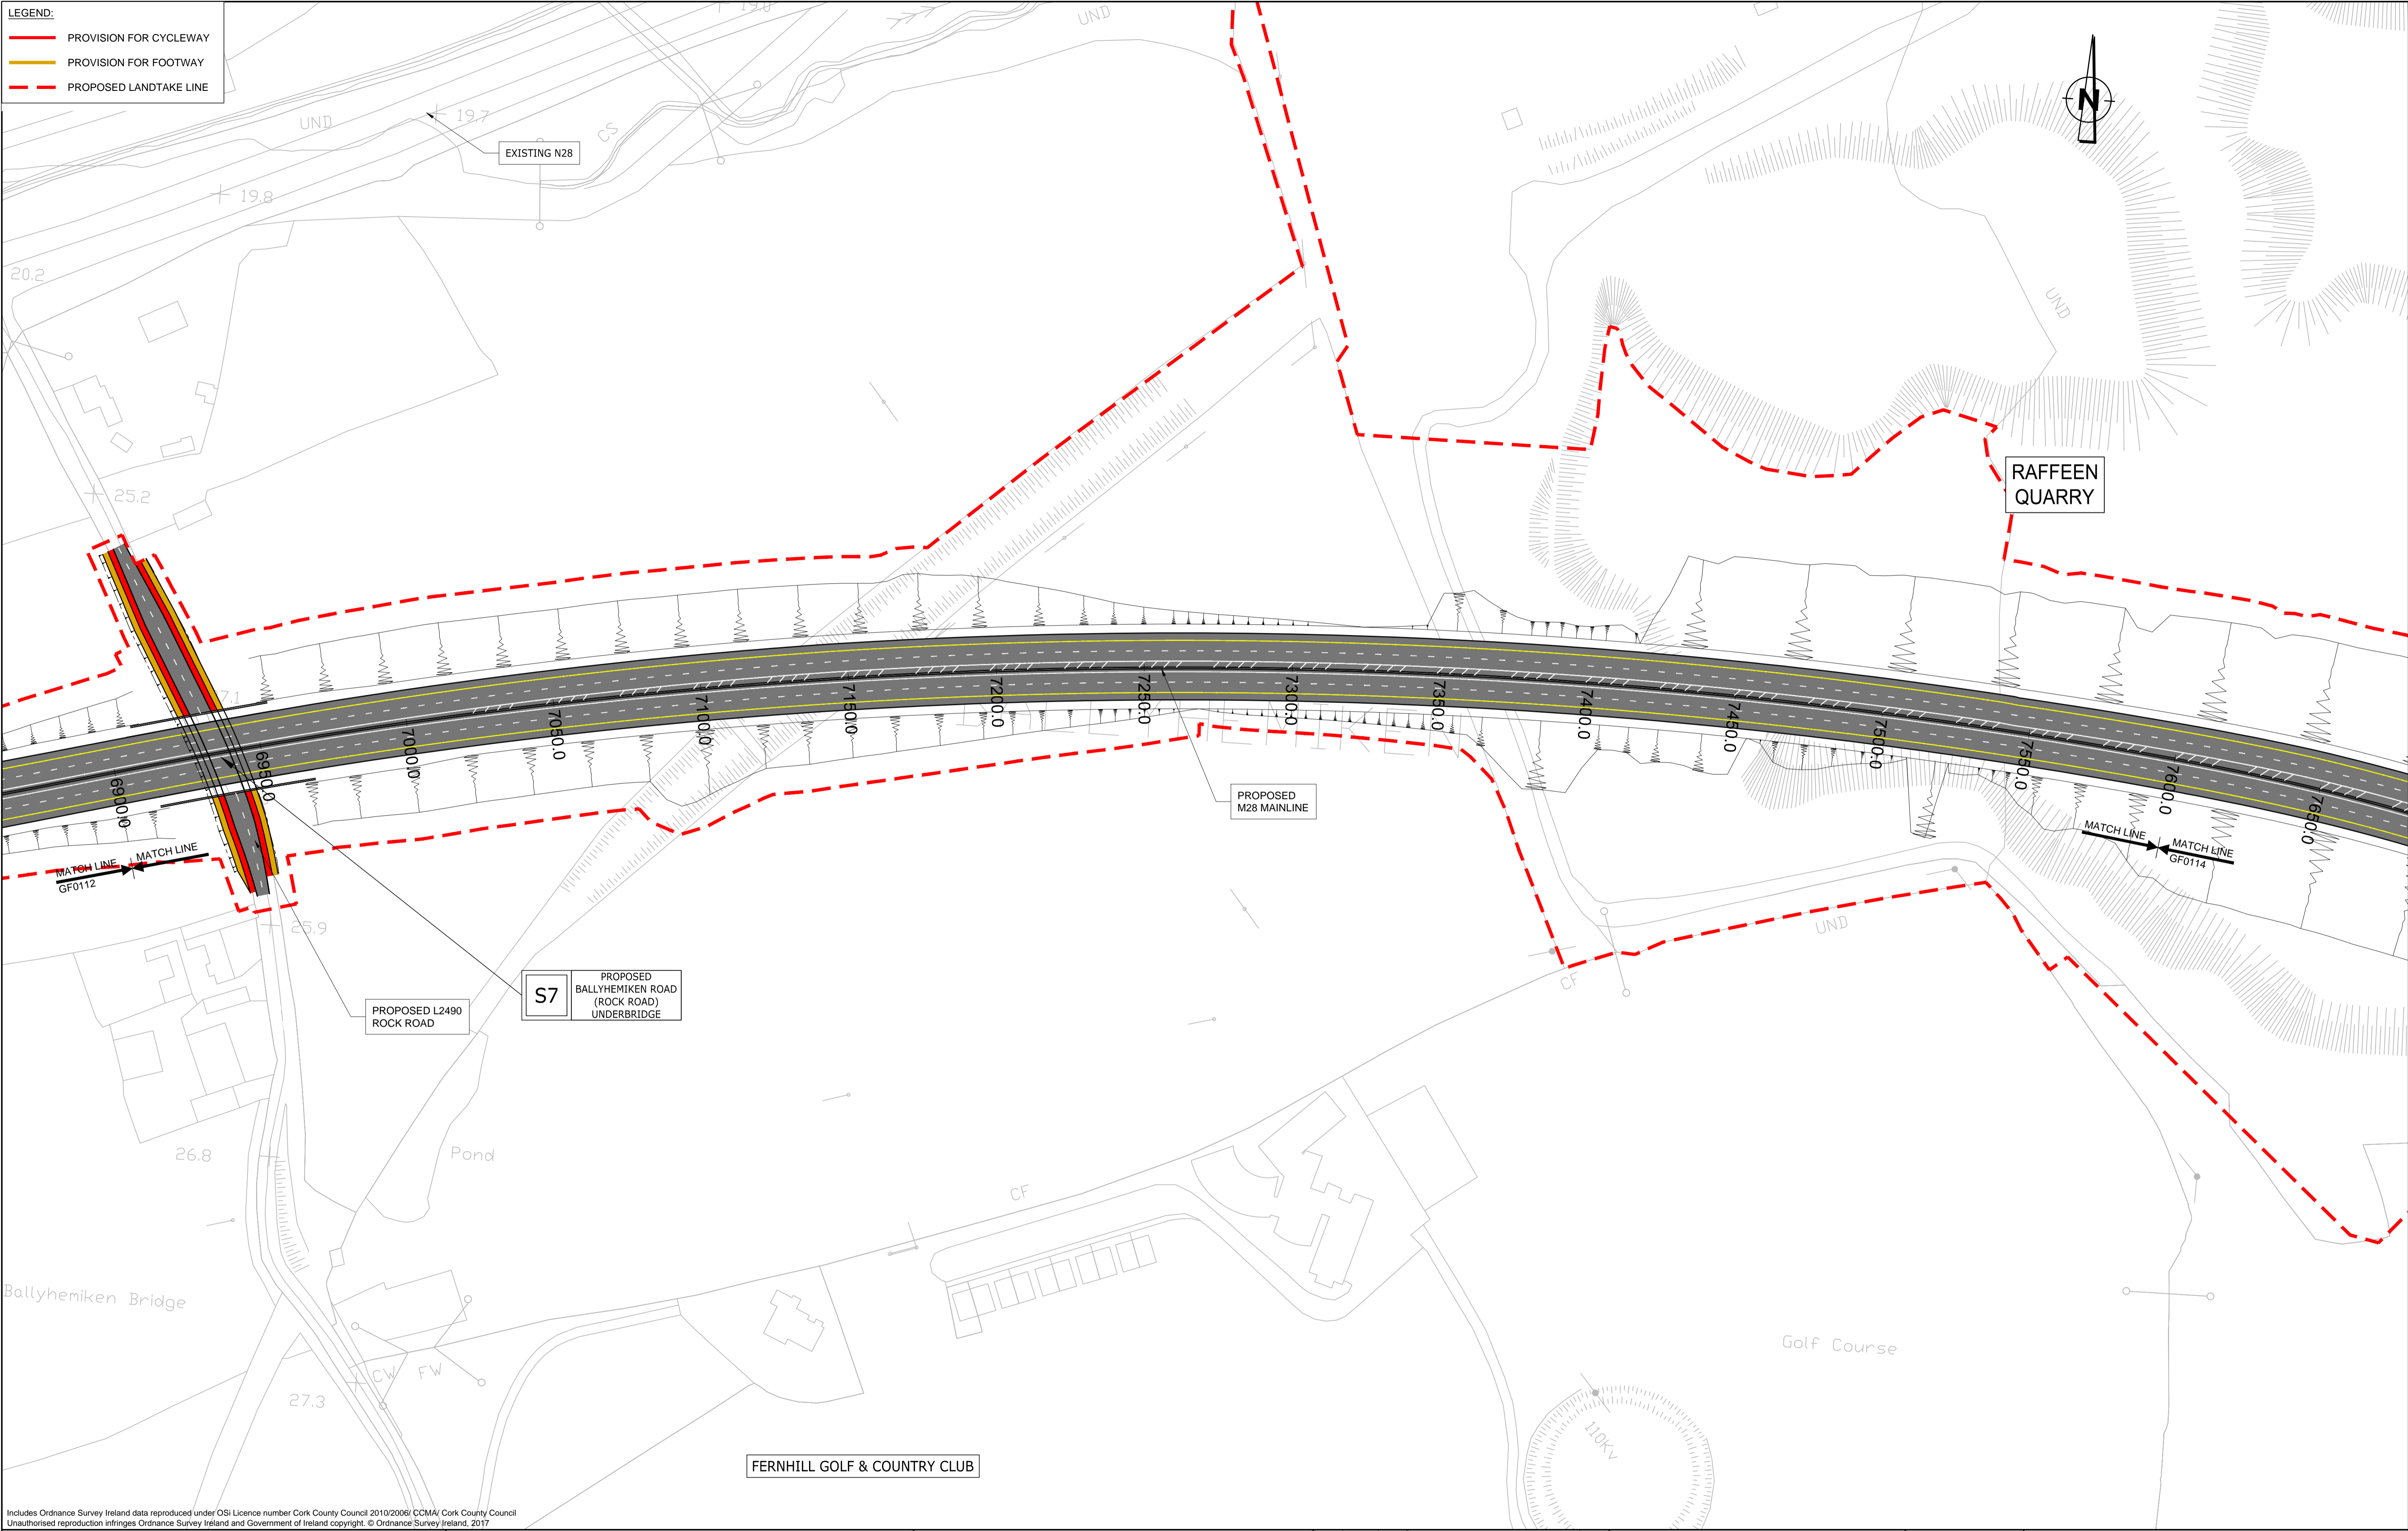 LEGEND:
PROVISION FOR CYCLEWAY
PROVISION FOR FOOTWAY
PROPOSED LANDTAKE LINE
19.0
UND
N
UND
19.7
CS
EXISTING N28
19.8
20.2
UND
25.2
RAFFEEN
QUARRY
7.1
6900.0
6950.0
7000.0
7050.0
7100.0
7150.0
7200.0
7250.0
7300.0
7350.0
7400.0
7450.0
7500.0
7550.0
7600.0
7650.0
PROPOSED
M28 MAINLINE
MATCH LINE
MATCH LINE
GF0112
MATCH LINE
MATCH LINE
GF0114
25.9
UND
CF
S7
PROPOSED
BALLYHEMIKEN ROAD
(ROCK ROAD)
UNDERBRIDGE
PROPOSED L2490
ROCK ROAD
26.8
Pond
CF
Ballyhemiken Bridge
Golf Course
CW
FW
27.3
110Kv
FERNHILL GOLF & COUNTRY CLUB
Includes Ordnance Survey Ireland data reproduced under OSi Licence number Cork County Council 2010/2006/ CCMA/ Cork County Council
Unauthorised reproduction infringes Ordnance Survey Ireland and Government of Ireland copyright. © Ordnance Survey Ireland, 2017